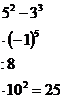 5² − 3³
·(−1)⁵
:8
·10² = 25